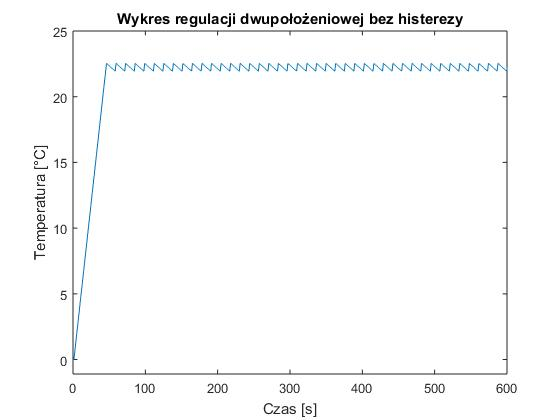 Wykres regulacji dwupołożeniowej bez histerezy
25
20
15
10
5
0
Temperatura [°C]
0 100 200 300 400 500 600
Czas [s]